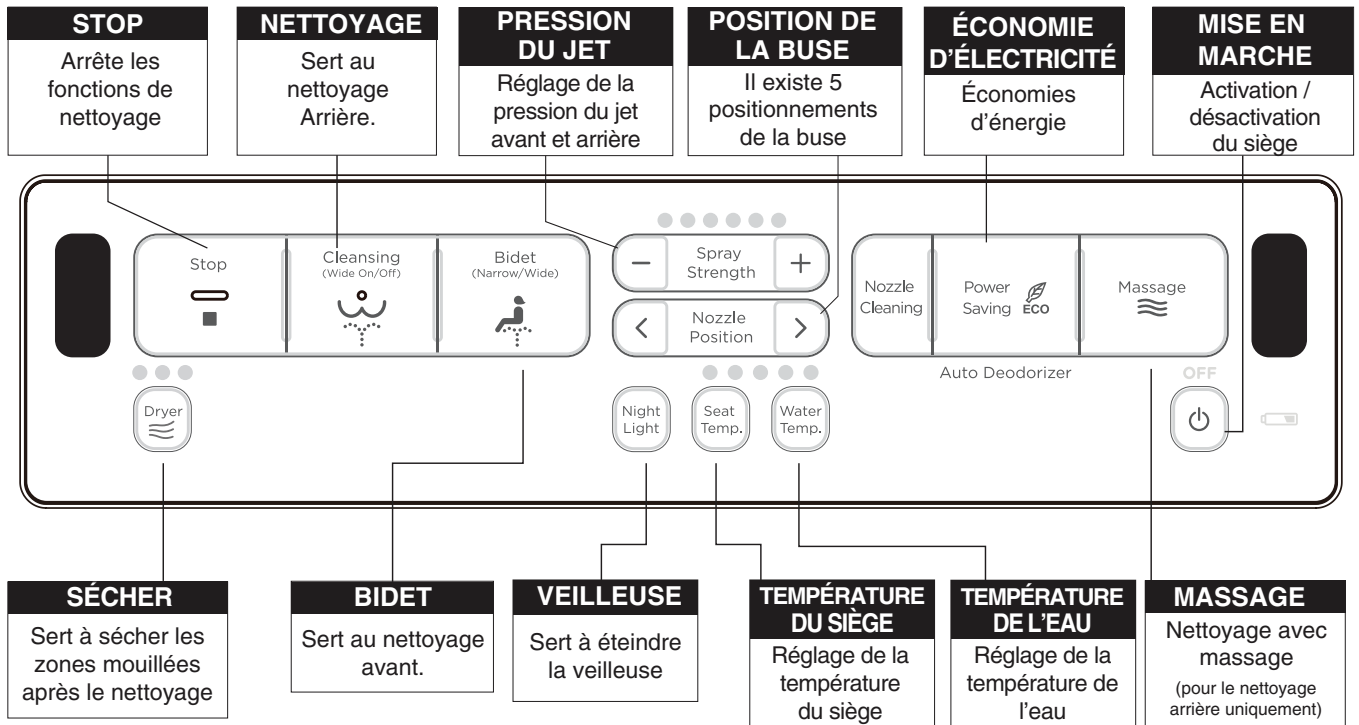 STOP
Arrête les
fonctions de
nettoyage
NETTOYAGE
Sert au
nettoyage
Arrière.
PRESSION
DU JET
Réglage de la
pression du jet
avant et arrière
POSITION DE
LA BUSE
Il existe 5
positionnements
de la buse
ÉCONOMIE
D'ÉLECTRICITÉ
Économies
d'énergie
MISE EN
MARCHE
Activation /
désactivation
du siège
Stop
Cleansing
(Wide On/Off)
Bidet
(Narrow/Wide)
− Spray +
Strength
< Nozzle >
Position
Nozzle
Cleaning
Power
Saving ECO
Massage
Auto Deodorizer
OFF
Dryer
Night
Light
Seat
Temp.
Water
Temp.
SÉCHER
Sert à sécher les
zones mouillées
après le nettoyage
BIDET
Sert au nettoyage
avant.
VEILLEUSE
Sert à éteindre
la veilleuse
TEMPÉRATURE
DU SIÈGE
Réglage de la
température
du siège
TEMPÉRATURE
DE L'EAU
Réglage de la
température de
l'eau
MASSAGE
Nettoyage avec
massage
(pour le nettoyage
arrière uniquement)